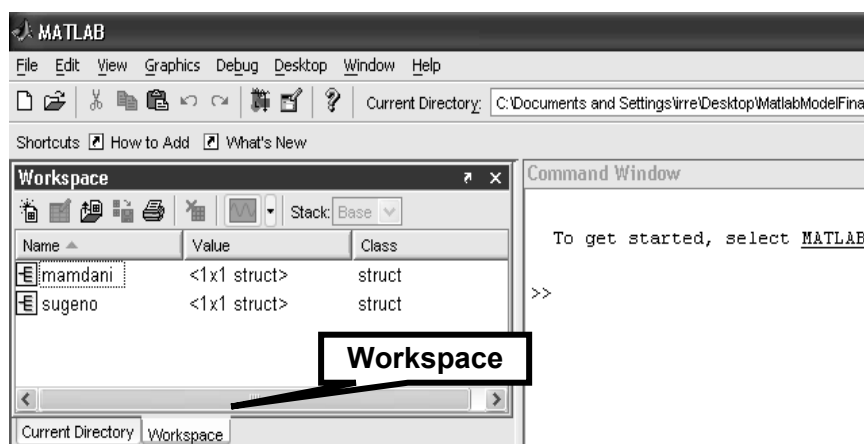 MATLAB
File Edit View Graphics Debug Desktop Window Help
Current Directory: C:\Documents and Settings\irre\Desktop\MatlabModelFina
Shortcuts How to Add What's New
Workspace
Stack: Base
Name Value Class
mamdani <1x1 struct> struct
sugeno <1x1 struct> struct
Workspace
Current Directory Workspace
Command Window
To get started, select MATLAB
>>